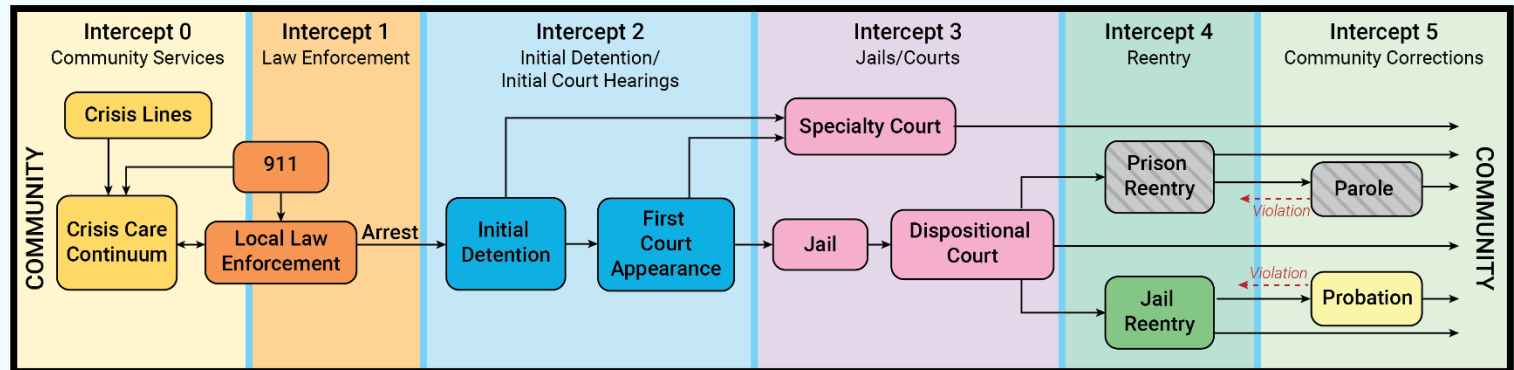 Intercept 0
Community Services
Intercept 1
Law Enforcement
Intercept 2
Initial Detention/
Initial Court Hearings
Intercept 3
Jails/Courts
Intercept 4
Reentry
Intercept 5
Community Corrections
COMMUNITY
Crisis Lines
911
Crisis Care
Continuum
Local Law
Enforcement
Arrest
Initial
Detention
First
Court
Appearance
Specialty Court
Jail
Dispositional
Court
Prison
Reentry
Parole
Violation
Jail
Reentry
Violation
Probation
COMMUNITY